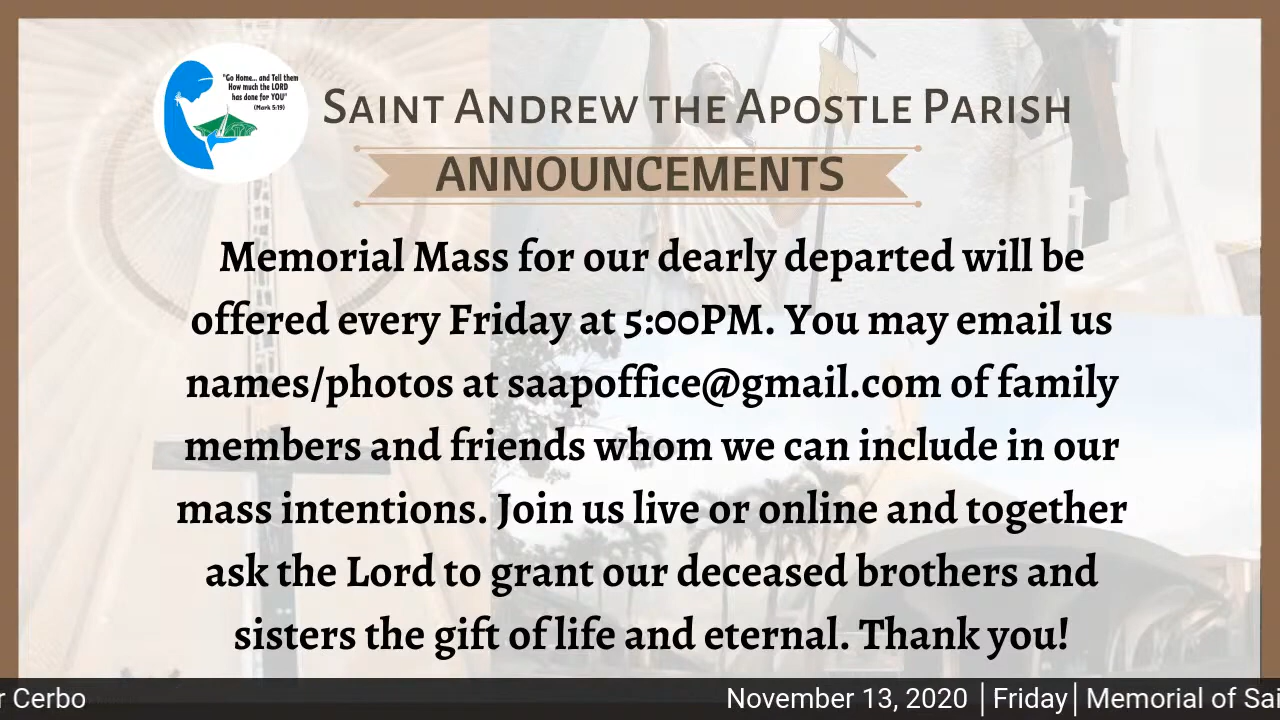 "Go Home... and Tell them
How much the LORD
has done for YOU"
(Mark 5:19)
SAINT ANDREW THE APOSTLE PARISH
ANNOUNCEMENTS
Memorial Mass for our dearly departed will be
offered every Friday at 5:00PM. You may email us
names/photos at saapoffice@gmail.com of family
members and friends whom we can include in our
mass intentions. Join us live or online and together
ask the Lord to grant our deceased brothers and
sisters the gift of life and eternal. Thank you!
r Cerbo November 13, 2020 | Friday | Memorial of Sai